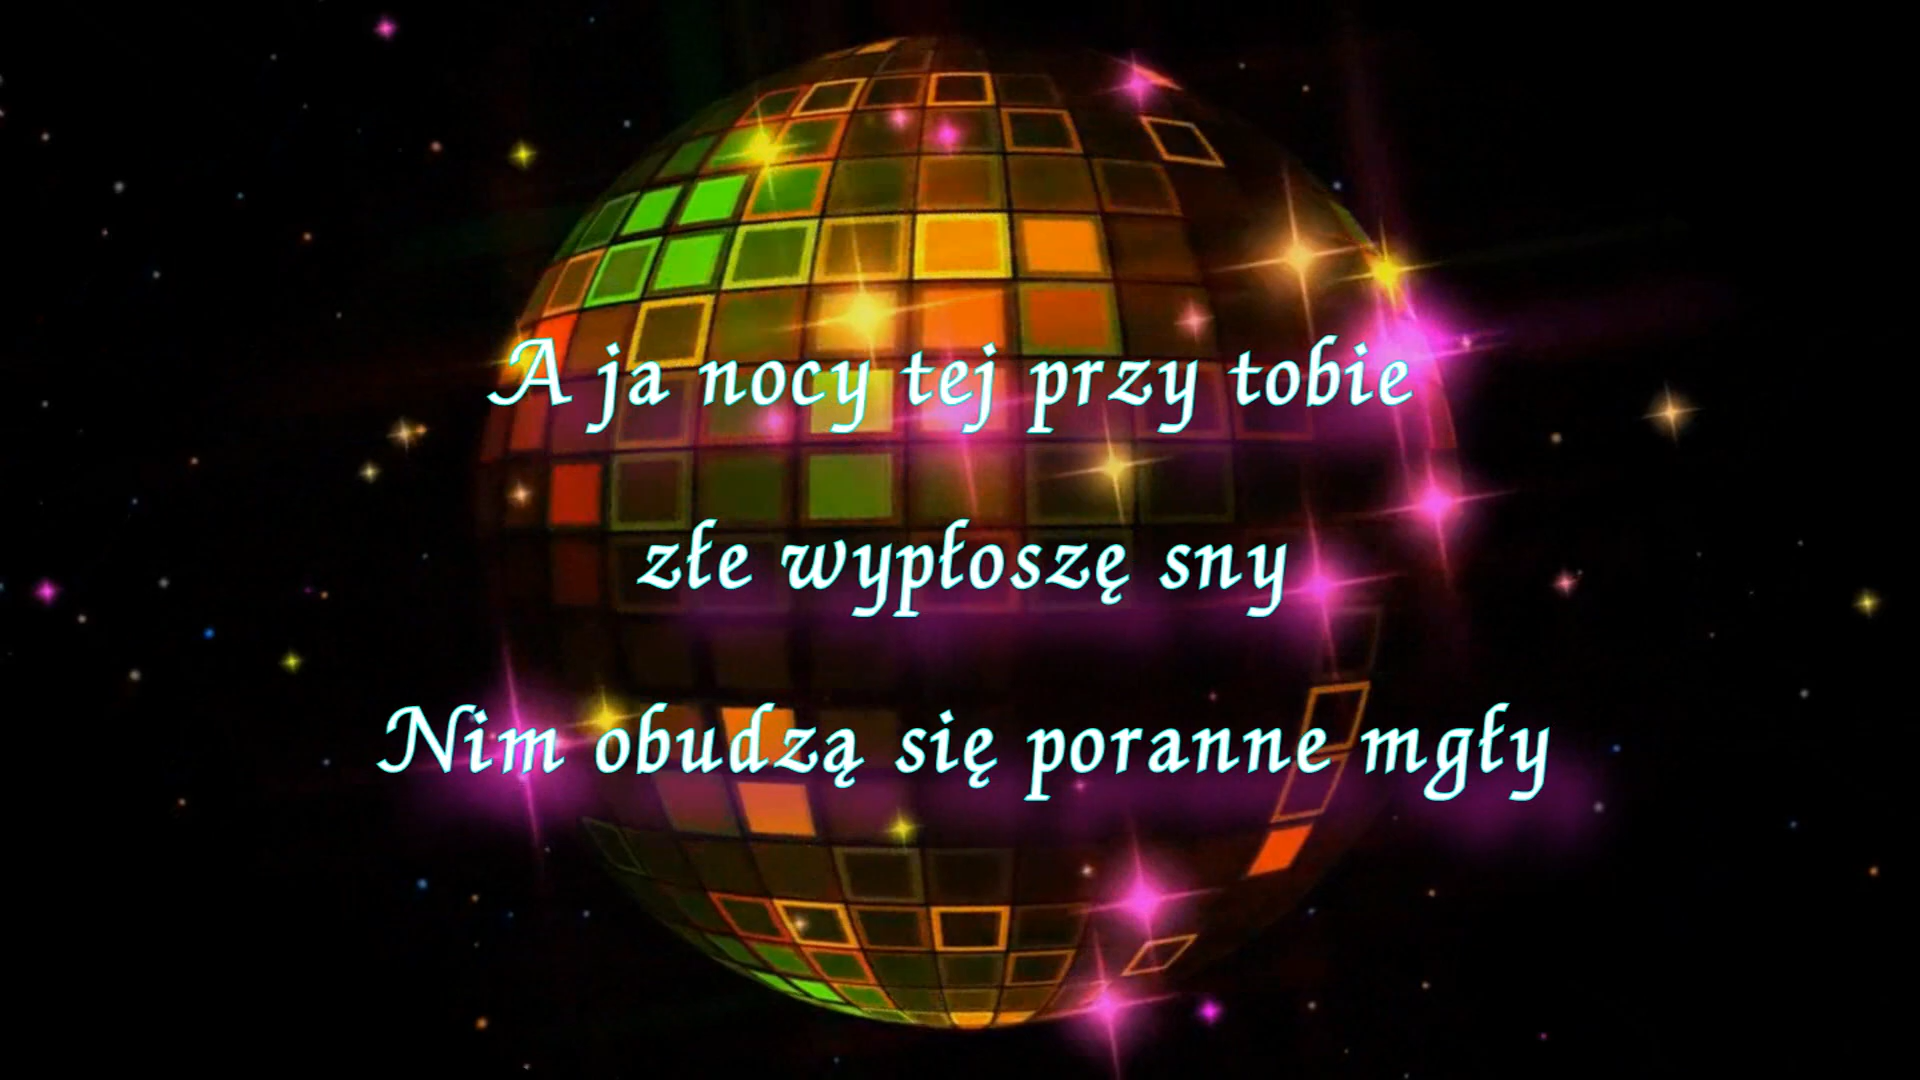 A ja nocy tej przy tobie
złe wypłoszę sny
Nim obudzą się poranne mgły